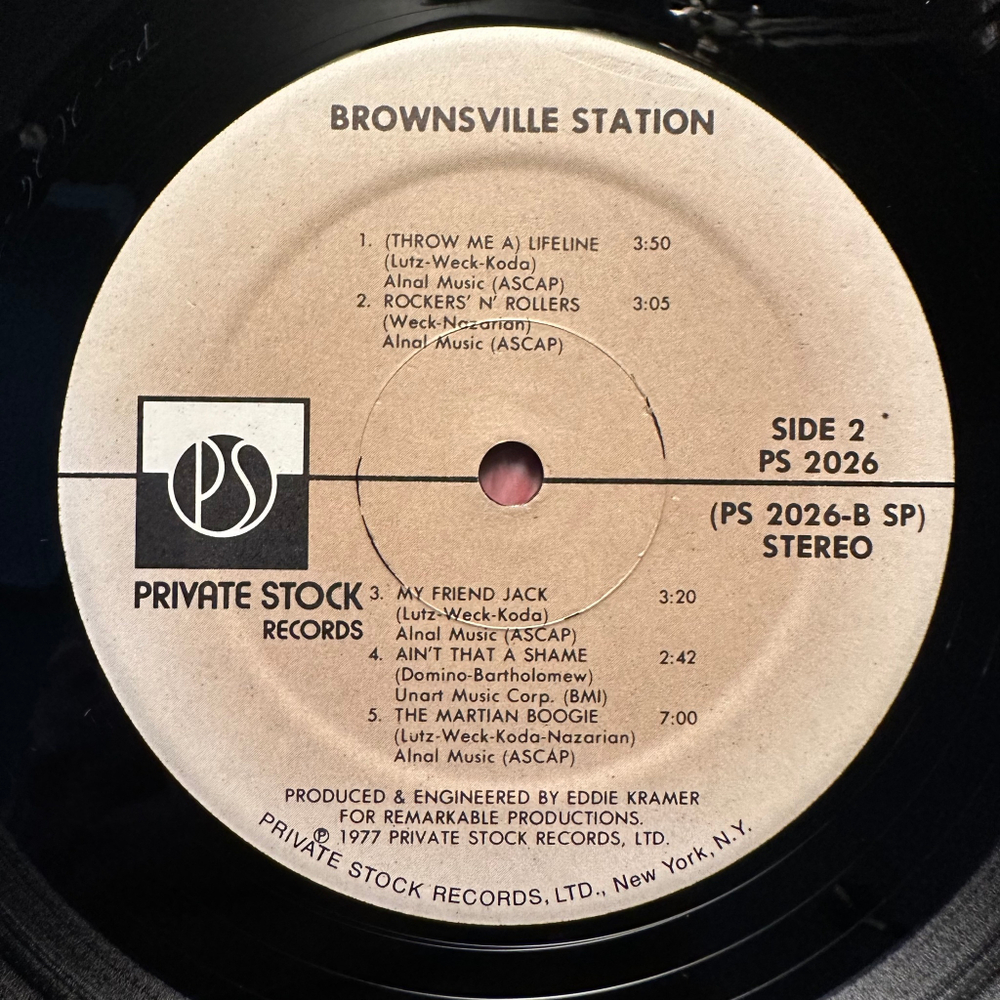 BROWNSVILLE STATION
1. (THROW ME A) LIFELINE 3:50
(Lutz-Weck-Koda)
Alnal Music (ASCAP)
2. ROCKERS' N' ROLLERS 3:05
(Weck-Nazarian)
Alnal Music (ASCAP)
SIDE 2
PS 2026
(PS 2026-B SP)
STEREO
PS
PRIVATE STOCK
RECORDS
3. MY FRIEND JACK 3:20
(Lutz-Weck-Koda)
Alnal Music (ASCAP)
4. AIN'T THAT A SHAME 2:42
(Domino-Bartholomew)
Unart Music Corp. (BMI)
5. THE MARTIAN BOOGIE 7:00
(Lutz-Weck-Koda-Nazarian)
Alnal Music (ASCAP)
PRODUCED & ENGINEERED BY EDDIE KRAMER
FOR REMARKABLE PRODUCTIONS.
℗ 1977 PRIVATE STOCK RECORDS, LTD.
PRIVATE STOCK RECORDS, LTD., New York, N.Y.